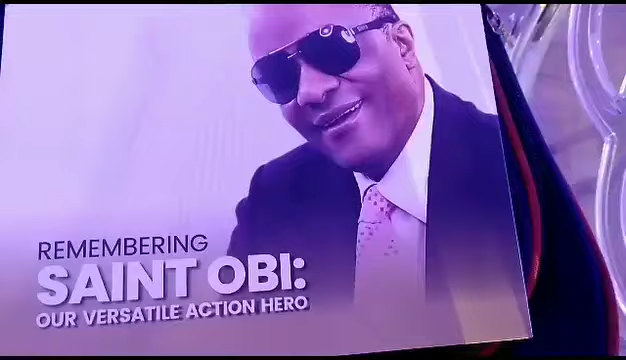 REMEMBERING
SAINT OBI:
OUR VERSATILE ACTION HERO